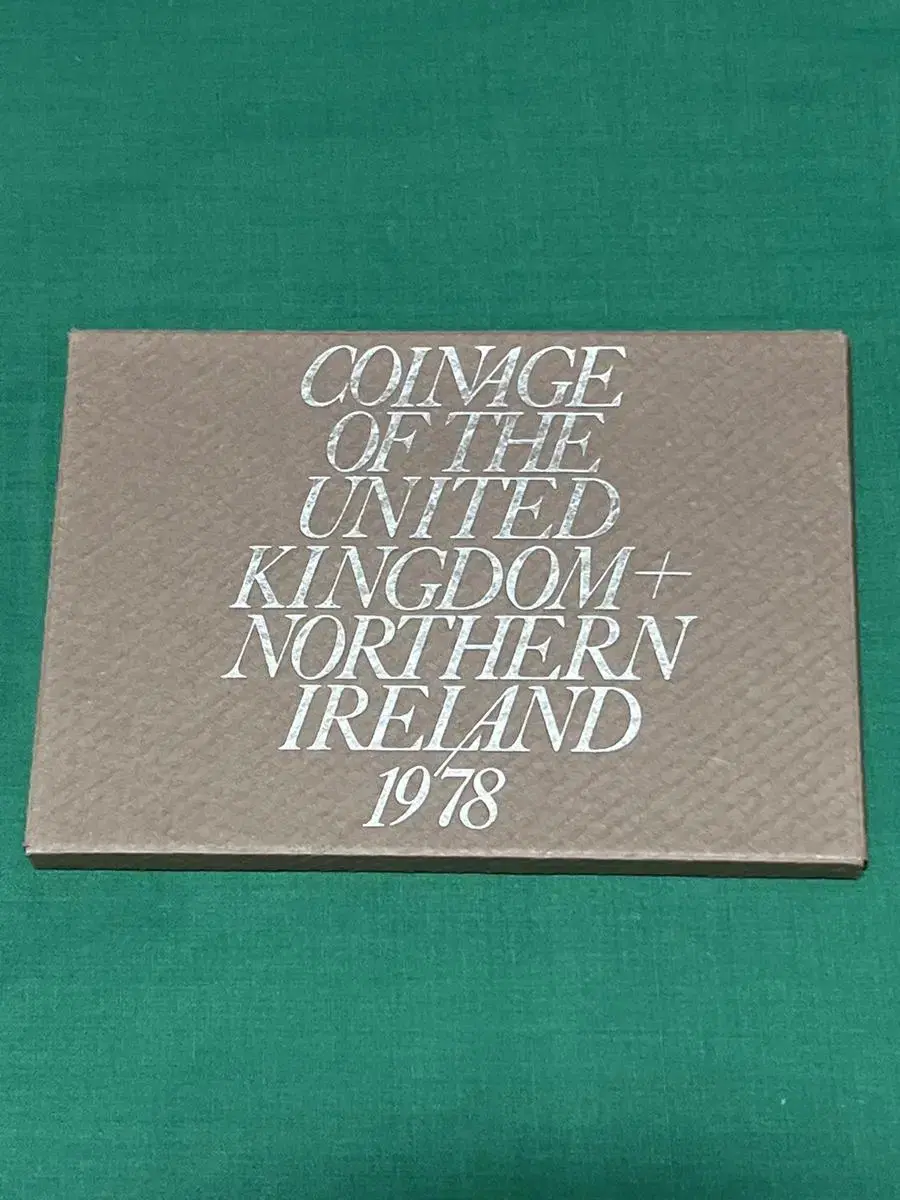 COINAGE
OF THE
UNITED
KINGDOM +
NORTHERN
IRELAND
1978